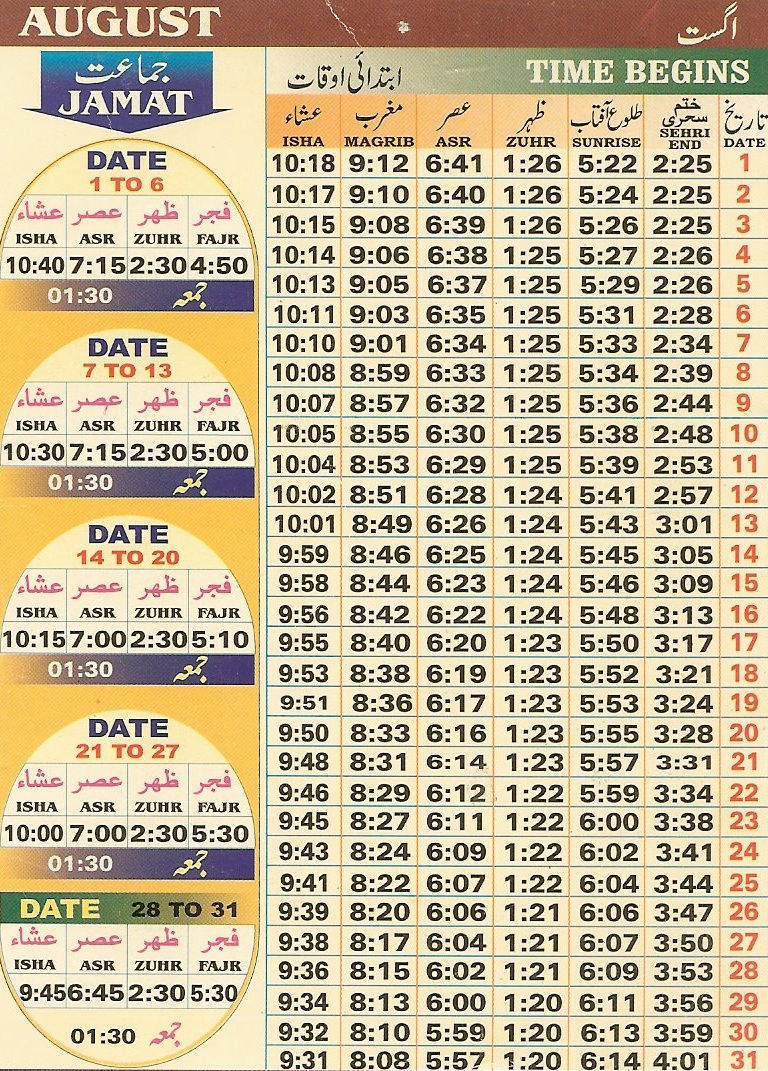 AUGUST اگست
جماعت
JAMAT
DATE
1 TO 6
عشاء عصر ظهر فجر
ISHA ASR ZUHR FAJR
10:40 7:15 2:30 4:50
01:30 جمعہ
DATE
7 TO 13
عشاء عصر ظهر فجر
ISHA ASR ZUHR FAJR
10:30 7:15 2:30 5:00
01:30 جمعہ
DATE
14 TO 20
عشاء عصر ظهر فجر
ISHA ASR ZUHR FAJR
10:15 7:00 2:30 5:10
01:30 جمعہ
DATE
21 TO 27
عشاء عصر ظهر فجر
ISHA ASR ZUHR FAJR
10:00 7:00 2:30 5:30
01:30 جمعہ
DATE 28 TO 31
عشاء عصر ظهر فجر
ISHA ASR ZUHR FAJR
9:45 6:45 2:30 5:30
01:30 جمعہ
ابتدائی اوقات TIME BEGINS
عشاء مغرب عصر ظہر طلوع آفتاب ختم سحری تاریخ
ISHA MAGRIB ASR ZUHR SUNRISE SEHRI END DATE
10:18 9:12 6:41 1:26 5:22 2:25 1
10:17 9:10 6:40 1:26 5:24 2:25 2
10:15 9:08 6:39 1:26 5:26 2:25 3
10:14 9:06 6:38 1:25 5:27 2:26 4
10:13 9:05 6:37 1:25 5:29 2:26 5
10:11 9:03 6:35 1:25 5:31 2:28 6
10:10 9:01 6:34 1:25 5:33 2:34 7
10:08 8:59 6:33 1:25 5:34 2:39 8
10:07 8:57 6:32 1:25 5:36 2:44 9
10:05 8:55 6:30 1:25 5:38 2:48 10
10:04 8:53 6:29 1:25 5:39 2:53 11
10:02 8:51 6:28 1:24 5:41 2:57 12
10:01 8:49 6:26 1:24 5:43 3:01 13
9:59 8:46 6:25 1:24 5:45 3:05 14
9:58 8:44 6:23 1:24 5:46 3:09 15
9:56 8:42 6:22 1:24 5:48 3:13 16
9:55 8:40 6:20 1:23 5:50 3:17 17
9:53 8:38 6:19 1:23 5:52 3:21 18
9:51 8:36 6:17 1:23 5:53 3:24 19
9:50 8:33 6:16 1:23 5:55 3:28 20
9:48 8:31 6:14 1:23 5:57 3:31 21
9:46 8:29 6:12 1:22 5:59 3:34 22
9:45 8:27 6:11 1:22 6:00 3:38 23
9:43 8:24 6:09 1:22 6:02 3:41 24
9:41 8:22 6:07 1:22 6:04 3:44 25
9:39 8:20 6:06 1:21 6:06 3:47 26
9:38 8:17 6:04 1:21 6:07 3:50 27
9:36 8:15 6:02 1:21 6:09 3:53 28
9:34 8:13 6:00 1:20 6:11 3:56 29
9:32 8:10 5:59 1:20 6:13 3:59 30
9:31 8:08 5:57 1:20 6:14 4:01 31